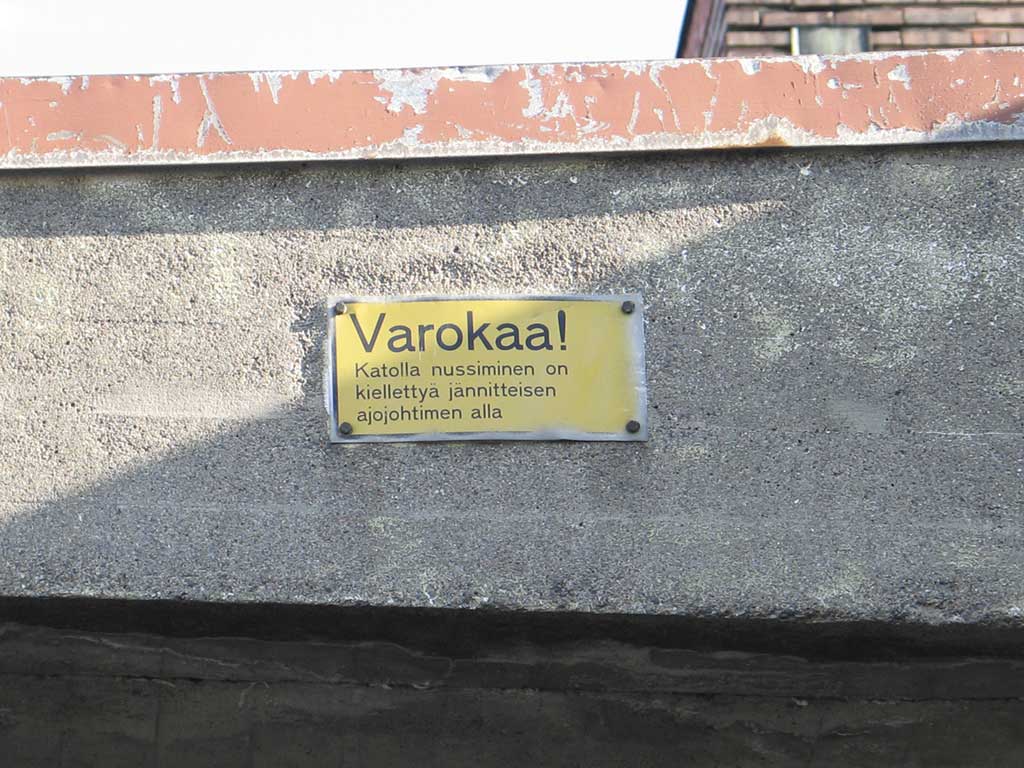 Varokaa!
Katolla nussiminen on
kiellettyä jännitteisen
ajojohtimen alla